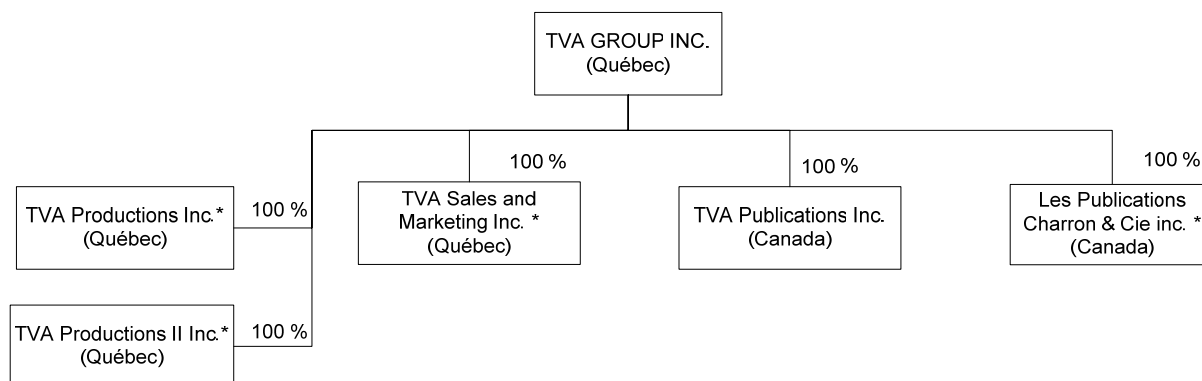 TVA GROUP INC.
(Québec)
100 %
TVA Productions Inc.*
(Québec)
100 %
TVA Productions II Inc.*
(Québec)
100 %
TVA Sales and
Marketing Inc. *
(Québec)
100 %
TVA Publications Inc.
(Canada)
100 %
Les Publications
Charron & Cie inc. *
(Canada)